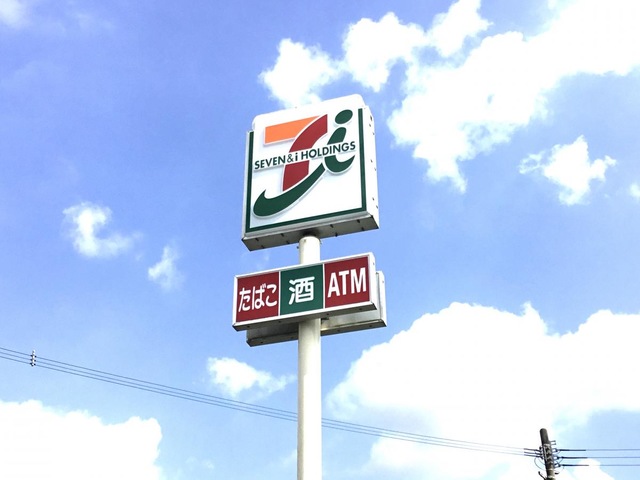 SEVEN & i HOLDINGS
たばこ 酒 ATM